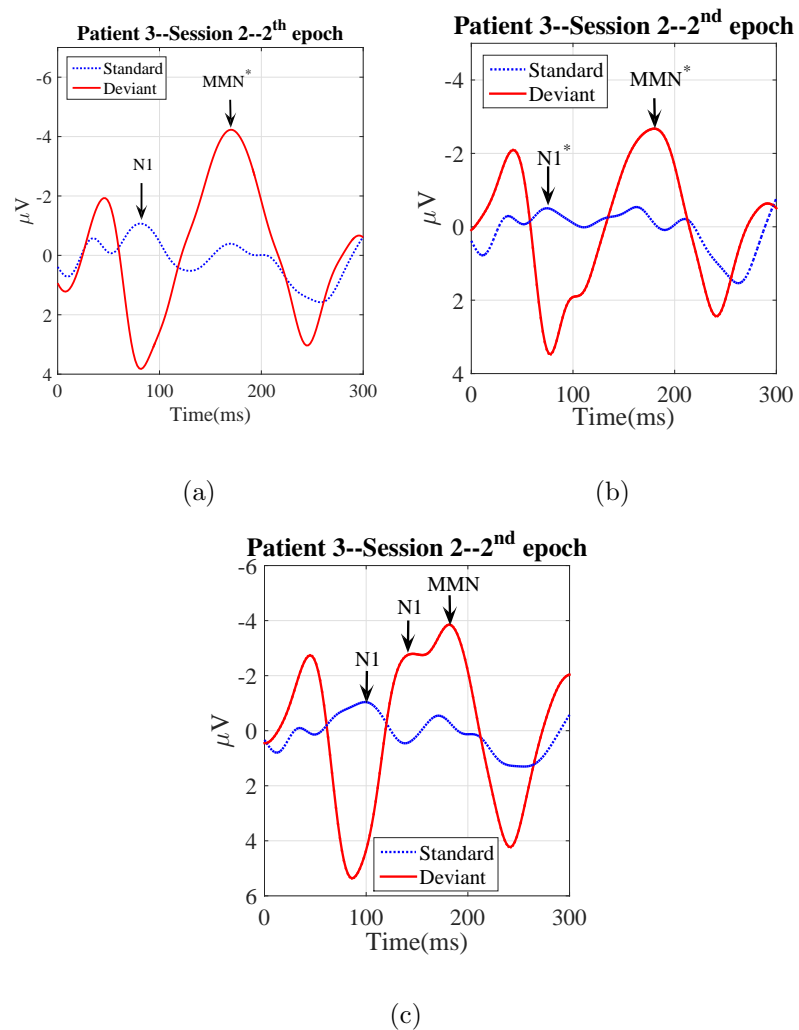 Patient 3--Session 2--2th epoch
-6
-4
-2
0
2
4
μV
Standard
Deviant
N1
MMN*
0
100
200
300
Time(ms)
(a)
Patient 3--Session 2--2nd epoch
-4
-2
0
2
4
μV
Standard
Deviant
N1*
MMN*
0
100
200
300
Time(ms)
(b)
Patient 3--Session 2--2nd epoch
-6
-4
-2
0
2
4
6
μV
N1
N1
MMN
Standard
Deviant
0
100
200
300
Time(ms)
(c)